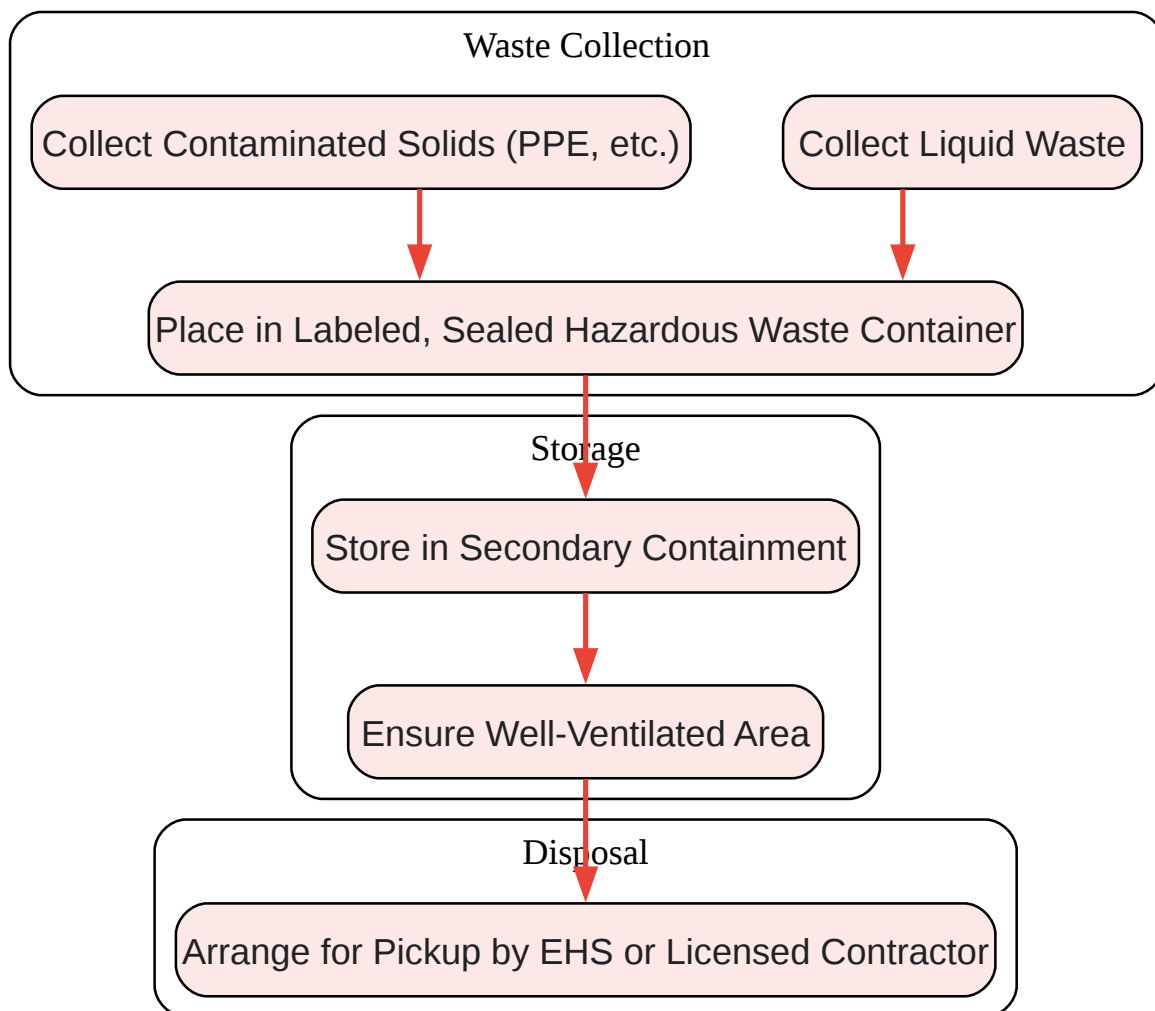 Waste Collection
Collect Contaminated Solids (PPE, etc.)
Collect Liquid Waste
Place in Labeled, Sealed Hazardous Waste Container
Storage
Store in Secondary Containment
Ensure Well-Ventilated Area
Disposal
Arrange for Pickup by EHS or Licensed Contractor